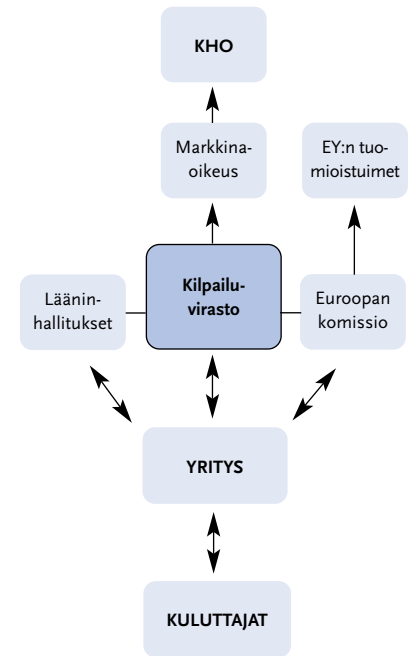 KHO
Markkina-
oikeus
EY:n tuo-
mioistuimet
Läänin-
hallitukset
Kilpailu-
virasto
Euroopan
komissio
YRITYS
KULUTTAJAT